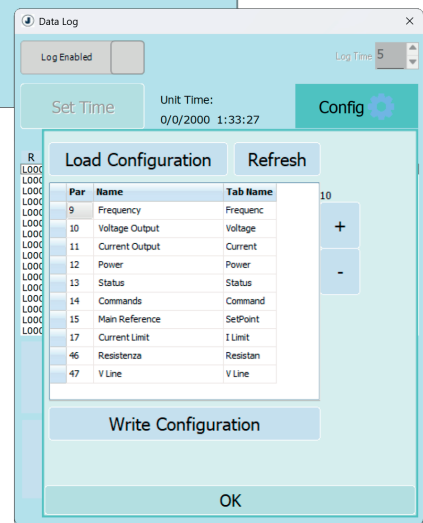 Data Log
Log Enabled
Log Time 5
Set Time
Unit Time:
0/0/2000 1:33:27
Config
R
Load Configuration
Refresh
Par Name Tab Name
10
9 Frequency Frequenc
10 Voltage Output Voltage
+
11 Current Output Current
12 Power Power
-
13 Status Status
14 Commands Command
15 Main Reference SetPoint
17 Current Limit I Limit
46 Resistenza Resistan
47 V Line V Line
Write Configuration
OK